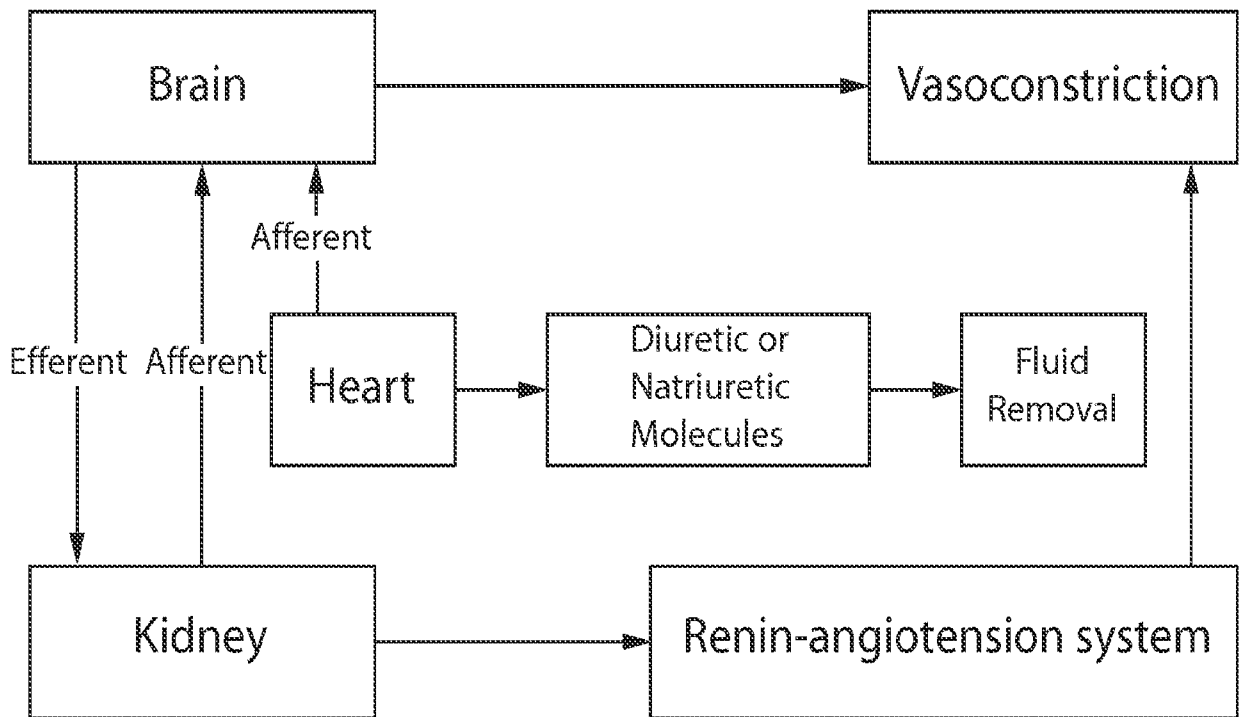 Brain
Vasoconstriction
Afferent
Efferent
Afferent
Heart
Diuretic or
Natriuretic
Molecules
Fluid
Removal
Kidney
Renin-angiotension system